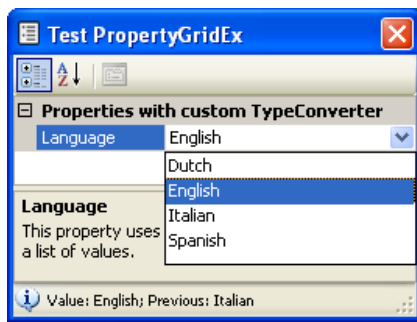 Test PropertyGridEx
Properties with custom TypeConverter
Language English
Dutch
English
Italian
Spanish
Language
This property uses
a list of values.
Value: English; Previous: Italian